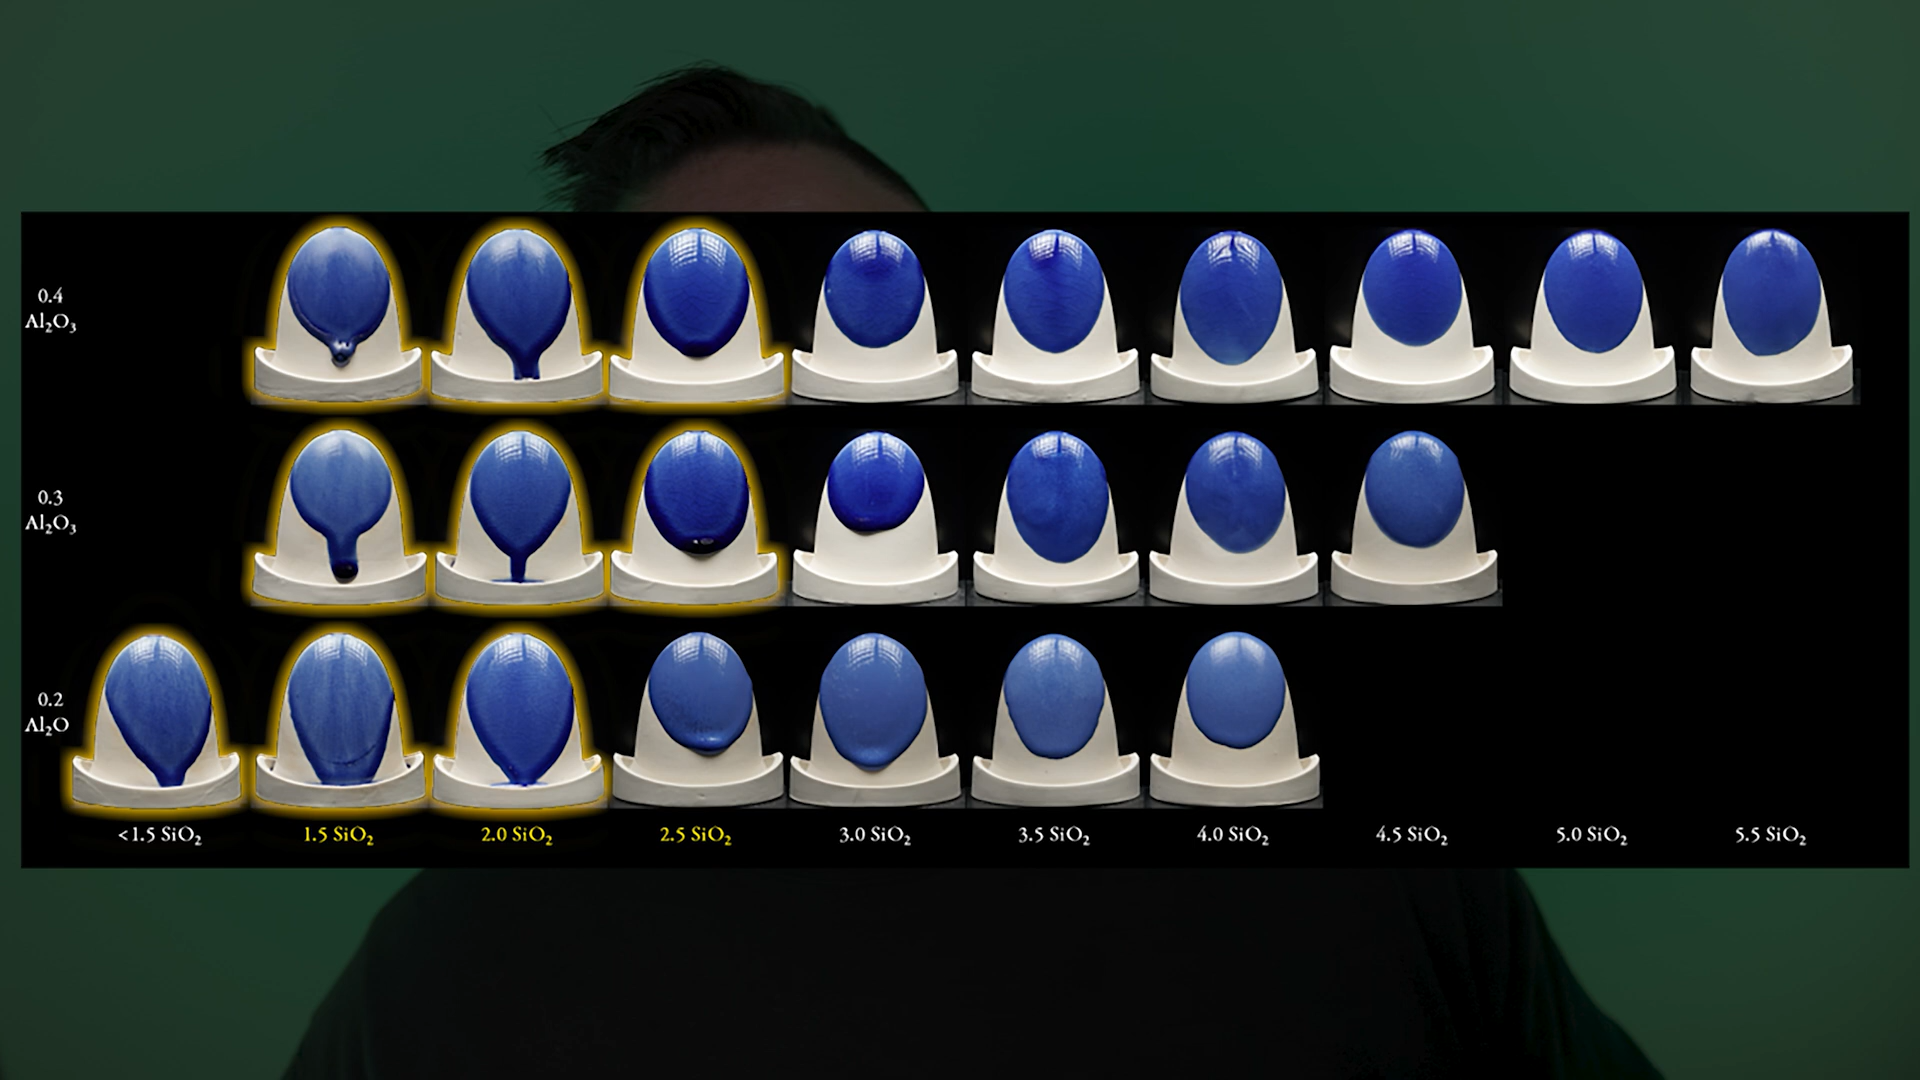 0.4
Al₂O₃
0.3
Al₂O₃
0.2
Al₂O
<1.5 SiO₂ 1.5 SiO₂ 2.0 SiO₂ 2.5 SiO₂ 3.0 SiO₂ 3.5 SiO₂ 4.0 SiO₂ 4.5 SiO₂ 5.0 SiO₂ 5.5 SiO₂